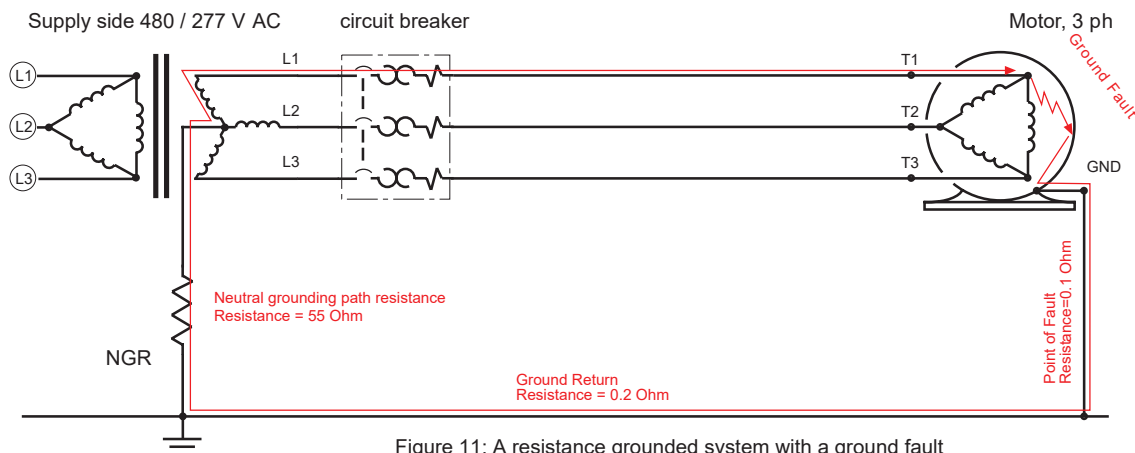 Supply side 480 / 277 V AC
circuit breaker
Motor, 3 ph
L1
L1
T1
Ground Fault
L2
L2
T2
L3
L3
T3
GND
Neutral grounding path resistance
Resistance = 55 Ohm
Point of Fault
Resistance=0.1 Ohm
NGR
Ground Return
Resistance = 0.2 Ohm
Figure 11: A resistance grounded system with a ground fault